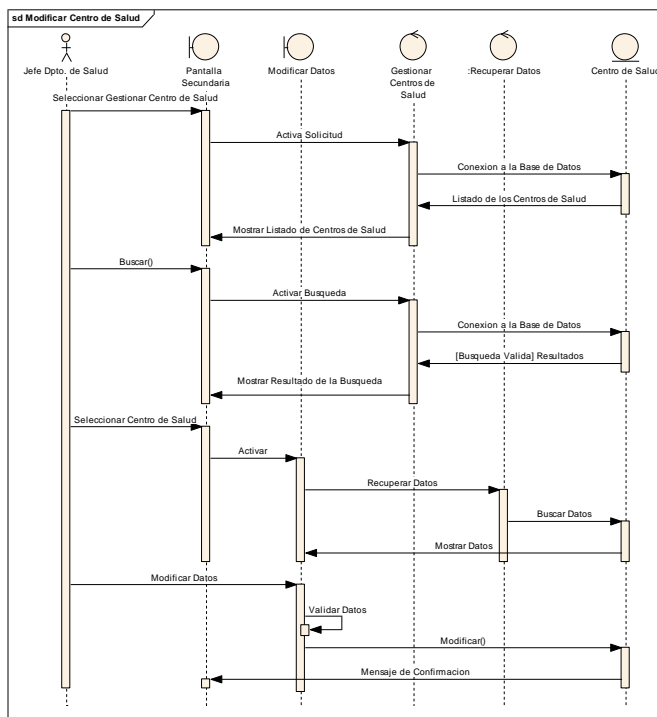 sd Modificar Centro de Salud
Jefe Dpto. de Salud
Pantalla
Secundaria
Modificar Datos
Gestionar
Centros de
Salud
:Recuperar Datos
Centro de Salud
Seleccionar Gestionar Centro de Salud
Activa Solicitud
Conexion a la Base de Datos
Listado de los Centros de Salud
Mostrar Listado de Centros de Salud
Buscar()
Activar Busqueda
Conexion a la Base de Datos
[Busqueda Valida] Resultados
Mostrar Resultado de la Busqueda
Seleccionar Centro de Salud
Activar
Recuperar Datos
Buscar Datos
Mostrar Datos
Modificar Datos
Validar Datos
Modificar()
Mensaje de Confirmacion